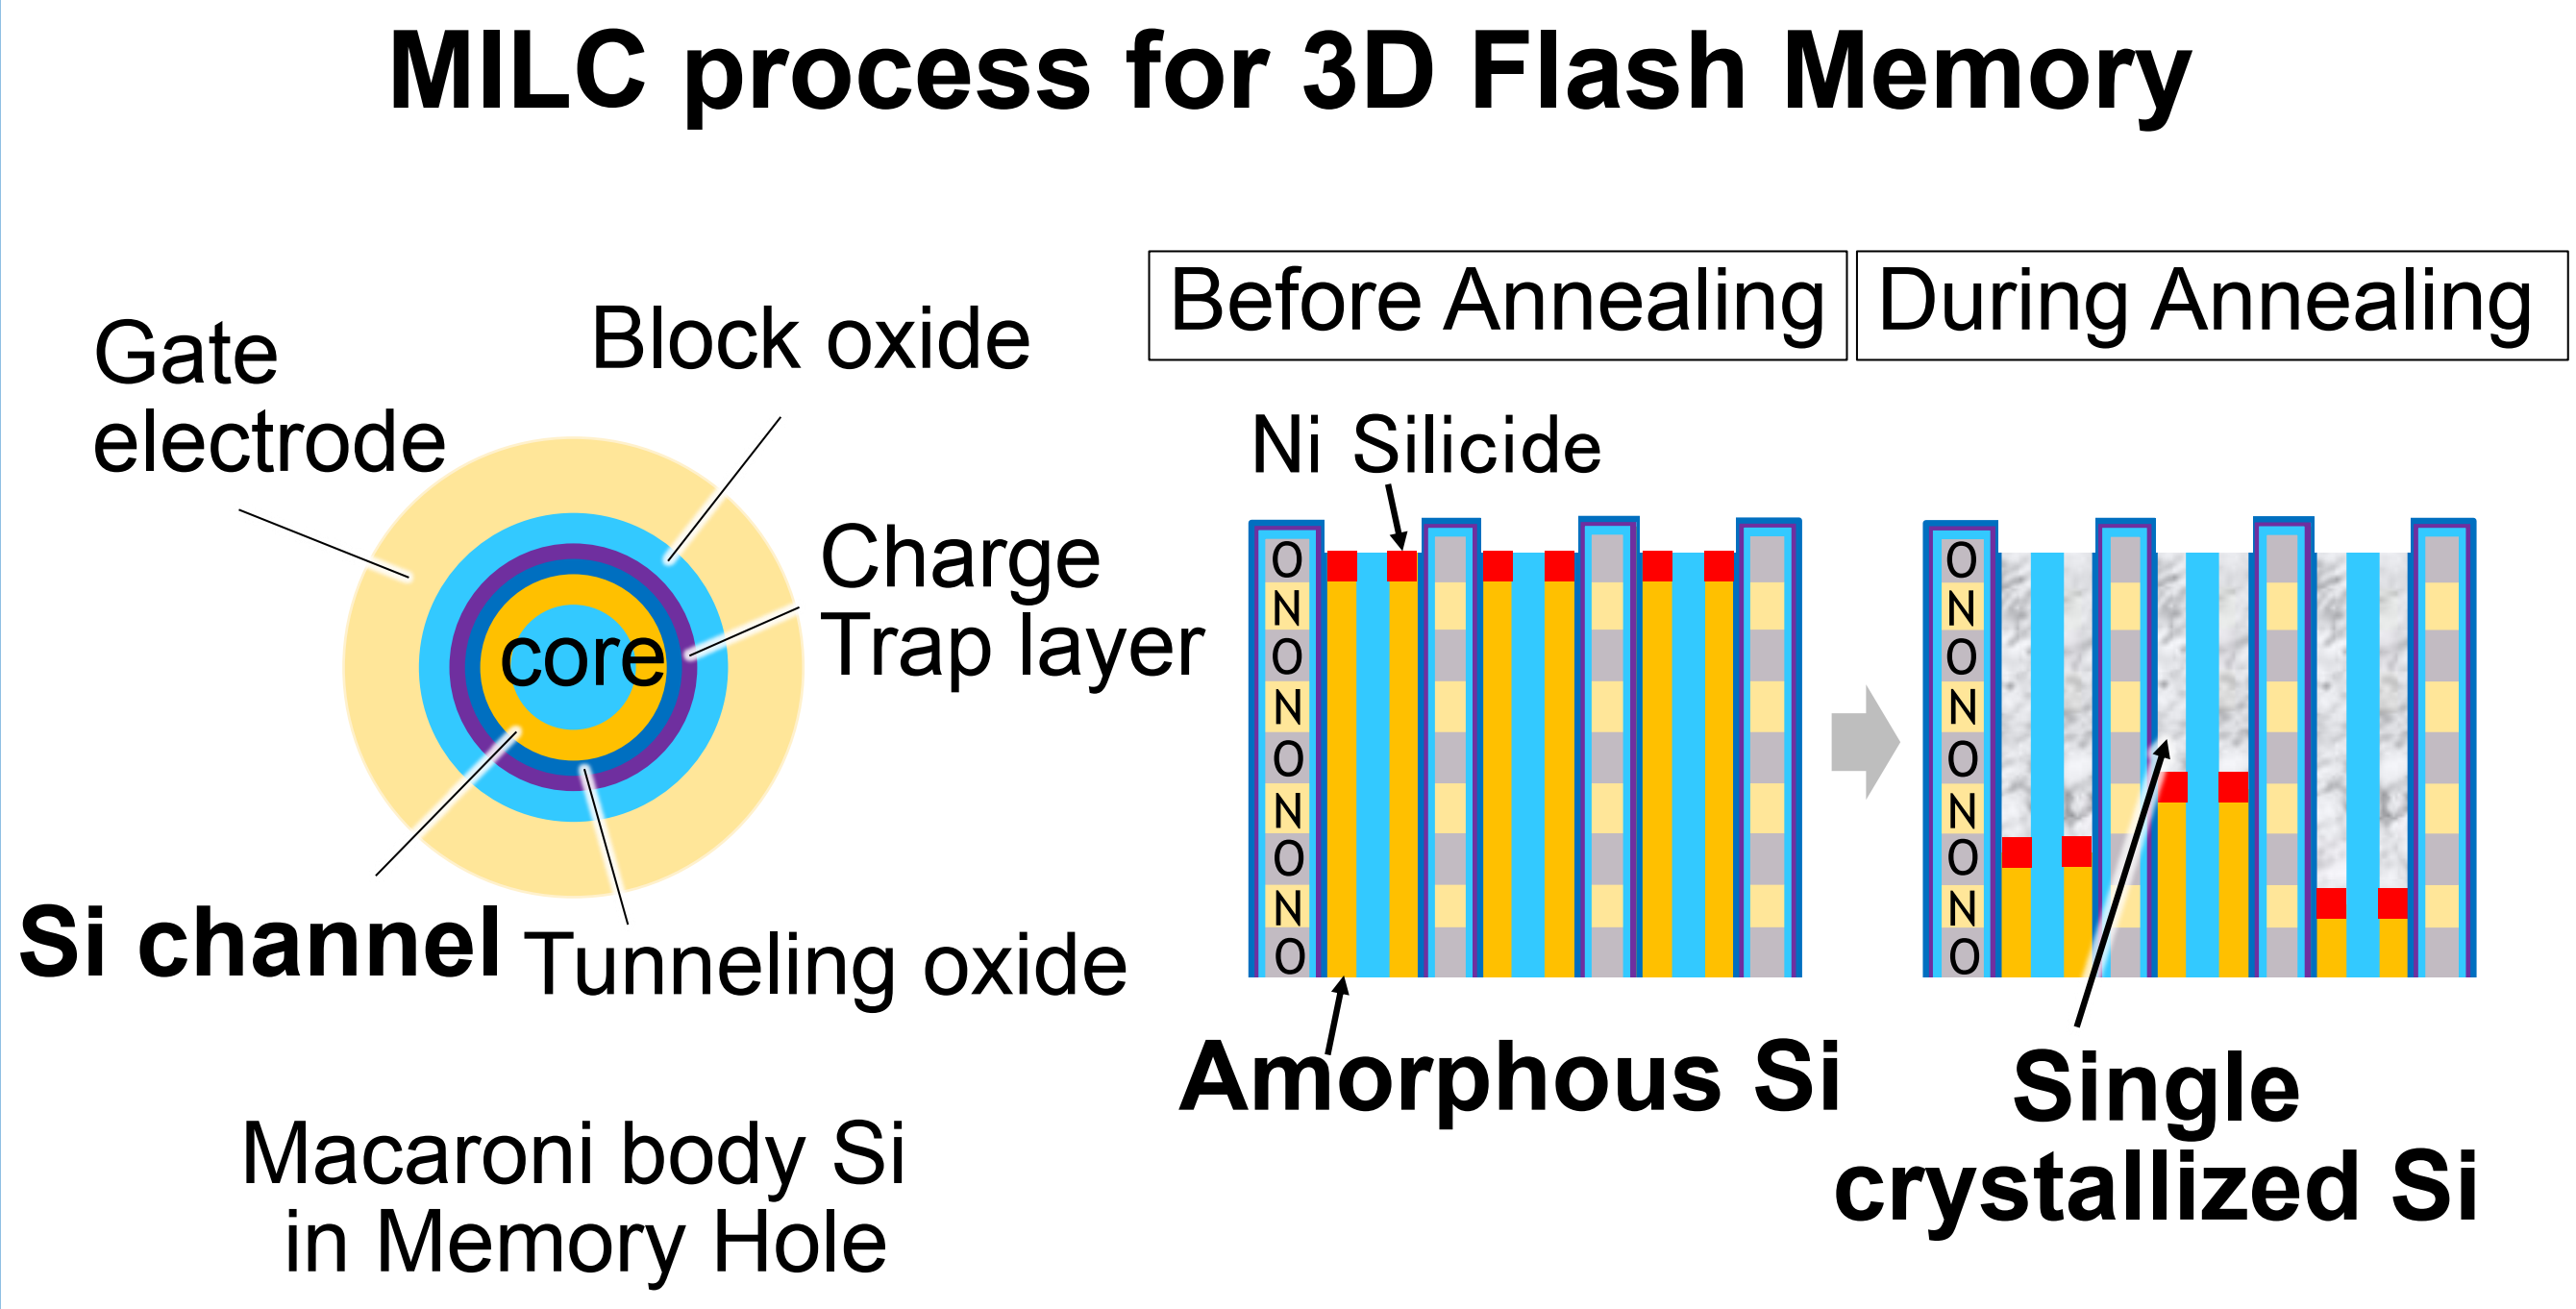 MILC process for 3D Flash Memory
Gate
electrode
Block oxide
Charge
Trap layer
core
Si channel
Tunneling oxide
Macaroni body Si
in Memory Hole
Before Annealing
Ni Silicide
O
N
O
N
O
N
O
N
O
Amorphous Si
During Annealing
O
N
O
N
O
N
O
N
O
Single
crystallized Si